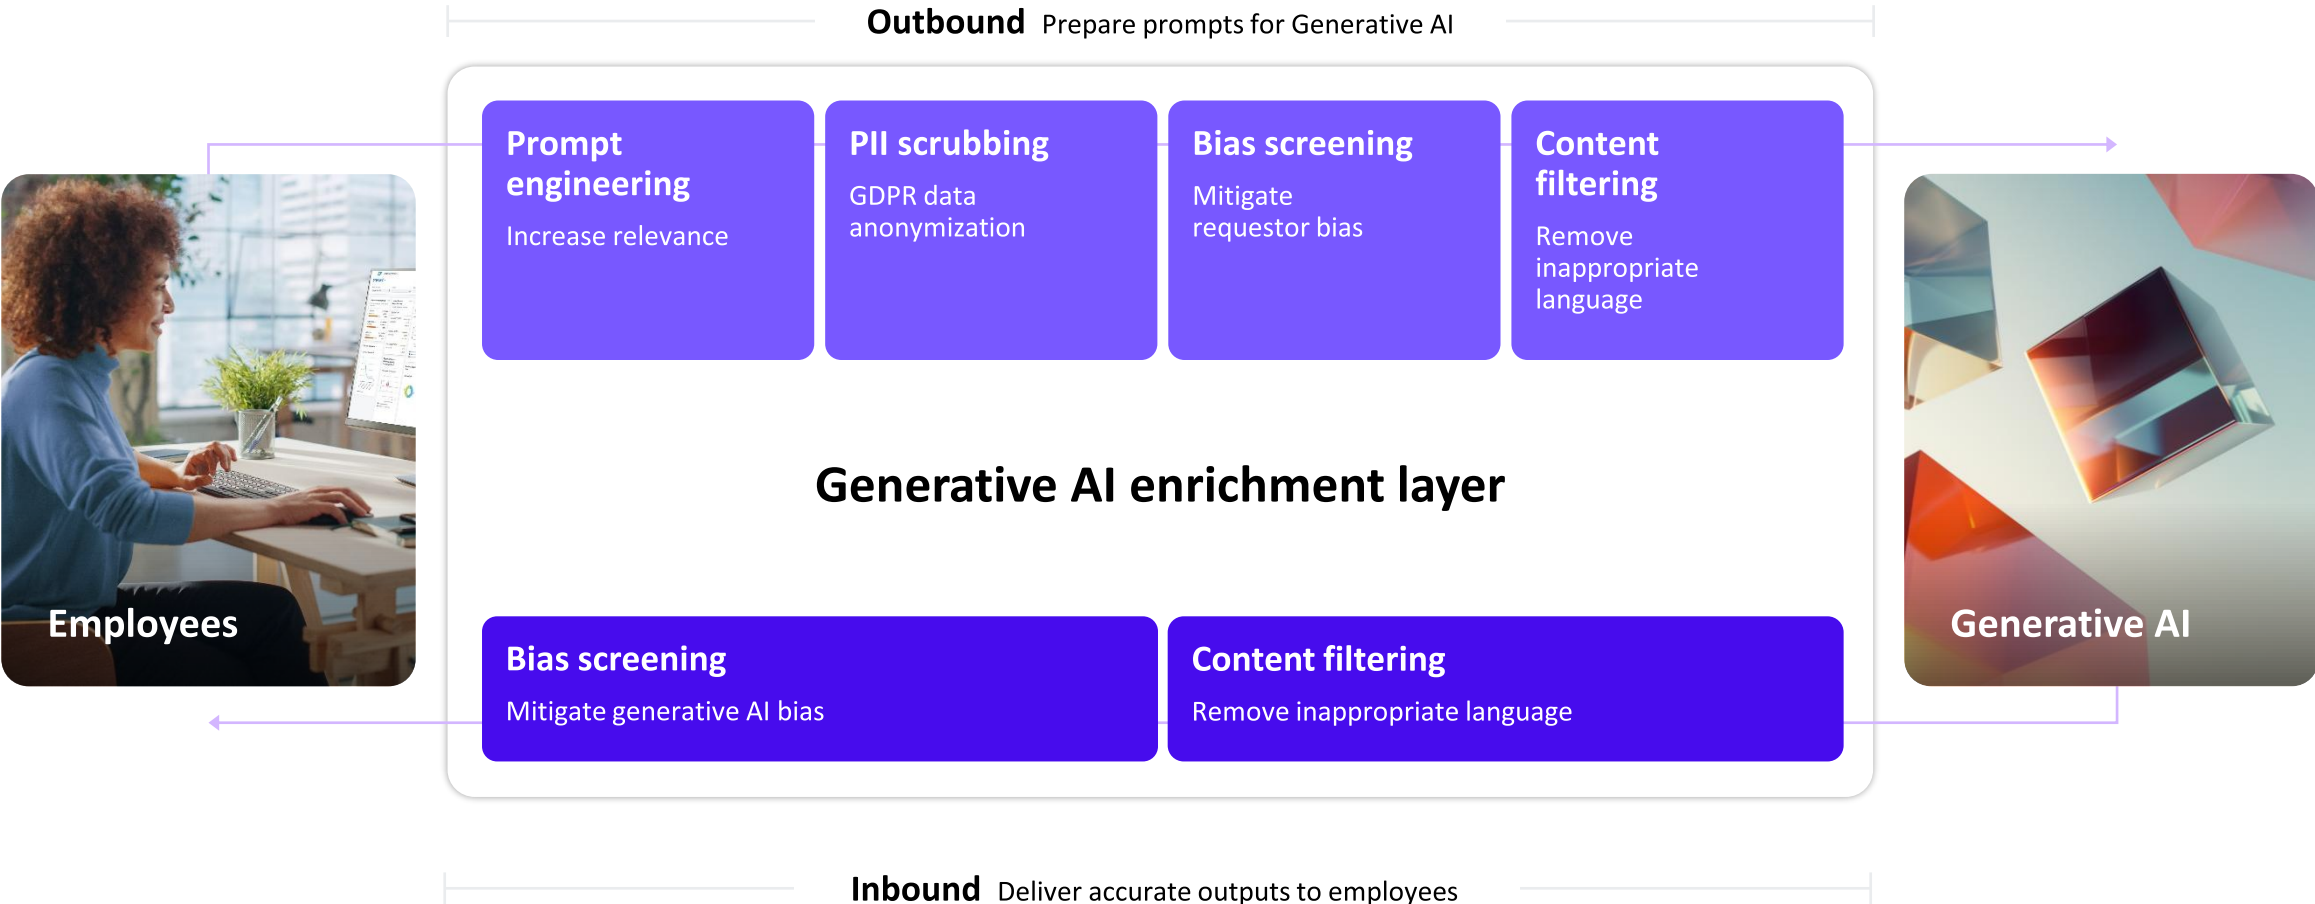 Outbound Prepare prompts for Generative AI
Prompt
engineering
Increase relevance
PII scrubbing
GDPR data
anonymization
Bias screening
Mitigate
requestor bias
Content
filtering
Remove
inappropriate
language
Generative AI enrichment layer
Employees
Generative AI
Bias screening
Mitigate generative AI bias
Content filtering
Remove inappropriate language
Inbound Deliver accurate outputs to employees